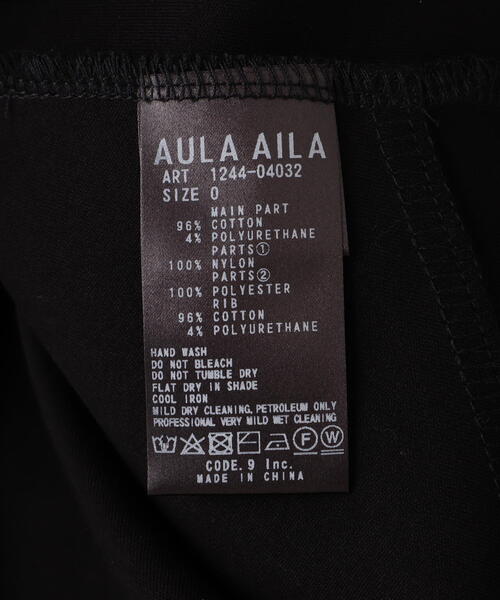 AULA AILA
ART 1244-04032
SIZE 0
MAIN PART
96% COTTON
4% POLYURETHANE
PARTS①
100% NYLON
PARTS②
100% POLYESTER
RIB
96% COTTON
4% POLYURETHANE
HAND WASH
DO NOT BLEACH
DO NOT TUMBLE DRY
FLAT DRY IN SHADE
COOL IRON
MILD DRY CLEANING, PETROLEUM ONLY
PROFESSIONAL VERY MILD WET CLEANING
F W
CODE. 9 Inc.
MADE IN CHINA